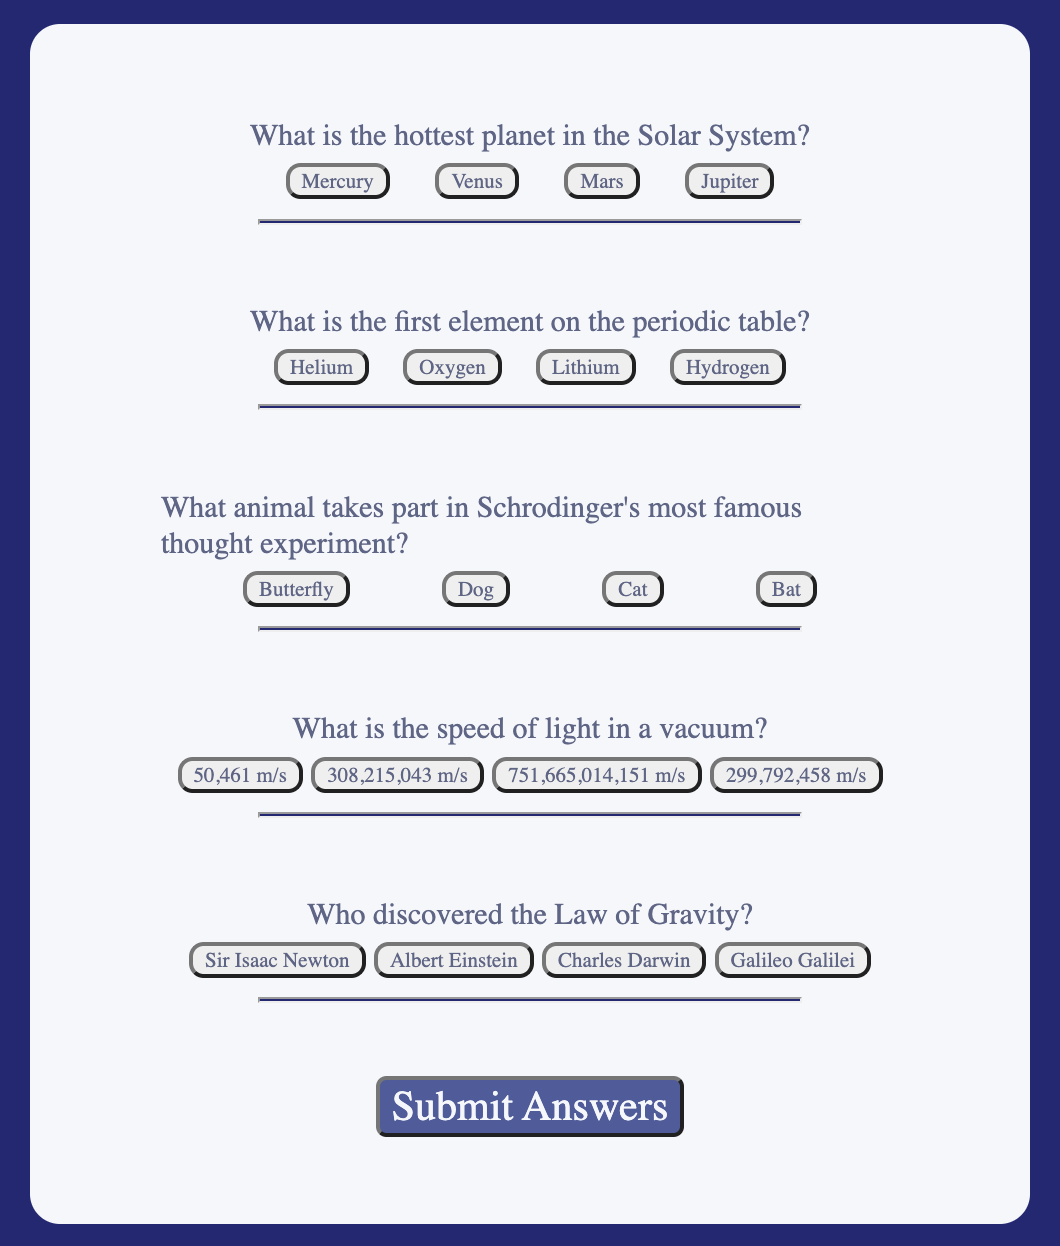 What is the hottest planet in the Solar System?
Mercury Venus Mars Jupiter
What is the first element on the periodic table?
Helium Oxygen Lithium Hydrogen
What animal takes part in Schrodinger's most famous
thought experiment?
Butterfly Dog Cat Bat
What is the speed of light in a vacuum?
50,461 m/s 308,215,043 m/s 751,665,014,151 m/s 299,792,458 m/s
Who discovered the Law of Gravity?
Sir Isaac Newton Albert Einstein Charles Darwin Galileo Galilei
Submit Answers